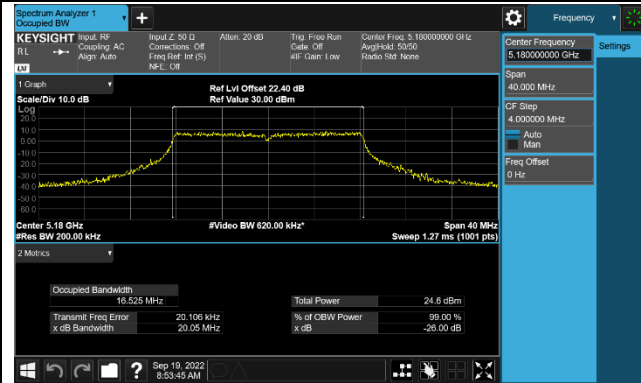 Spectrum Analyzer 1
Occupied BW
+
Frequency
KEYSIGHT
RL
LXI
Input: RF
Coupling: AC
Align: Auto
Input Z: 50 Ω
Corrections: Off
Freq Ref: Int (S)
NFE: Off
Atten: 20 dB
Trig: Free Run
Gate: Off
#IF Gain: Low
Center Freq: 5.180000000 GHz
Avg|Hold: 50/50
Radio Std: None
Center Frequency
5.180000000 GHz
Settings
Span
40.000 MHz
CF Step
4.000000 MHz
Auto
Man
Freq Offset
0 Hz
1 Graph
Scale/Div 10.0 dB
Ref Lvl Offset 22.40 dB
Ref Value 30.00 dBm
Log
20.0
10.0
0.00
-10.0
-20.0
-30.0
-40.0
-50.0
-60.0
Center 5.18 GHz
#Res BW 200.00 kHz
#Video BW 620.00 kHz*
Span 40 MHz
Sweep 1.27 ms (1001 pts)
2 Metrics
Occupied Bandwidth
16.525 MHz
Total Power 24.6 dBm
Transmit Freq Error 20.106 kHz
% of OBW Power 99.00 %
x dB Bandwidth 20.05 MHz
x dB -26.00 dB
?
Sep 19, 2022
8:53:45 AM